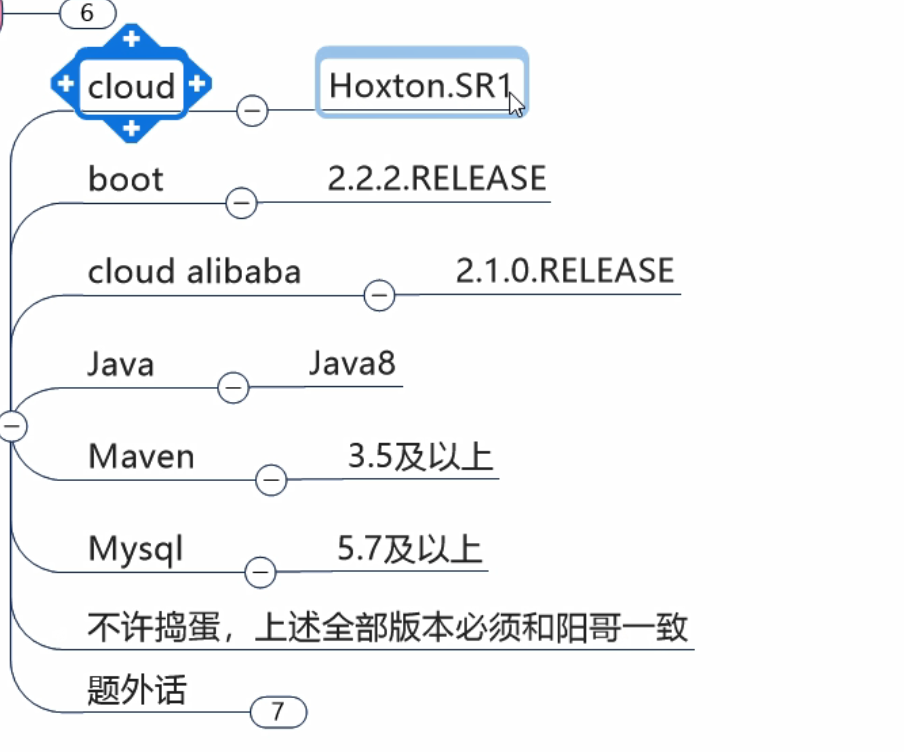 6
cloud Hoxton.SR1
boot 2.2.2.RELEASE
cloud alibaba 2.1.0.RELEASE
Java Java8
Maven 3.5及以上
Mysql 5.7及以上
不许捣蛋，上述全部版本必须和阳哥一致
题外话 7